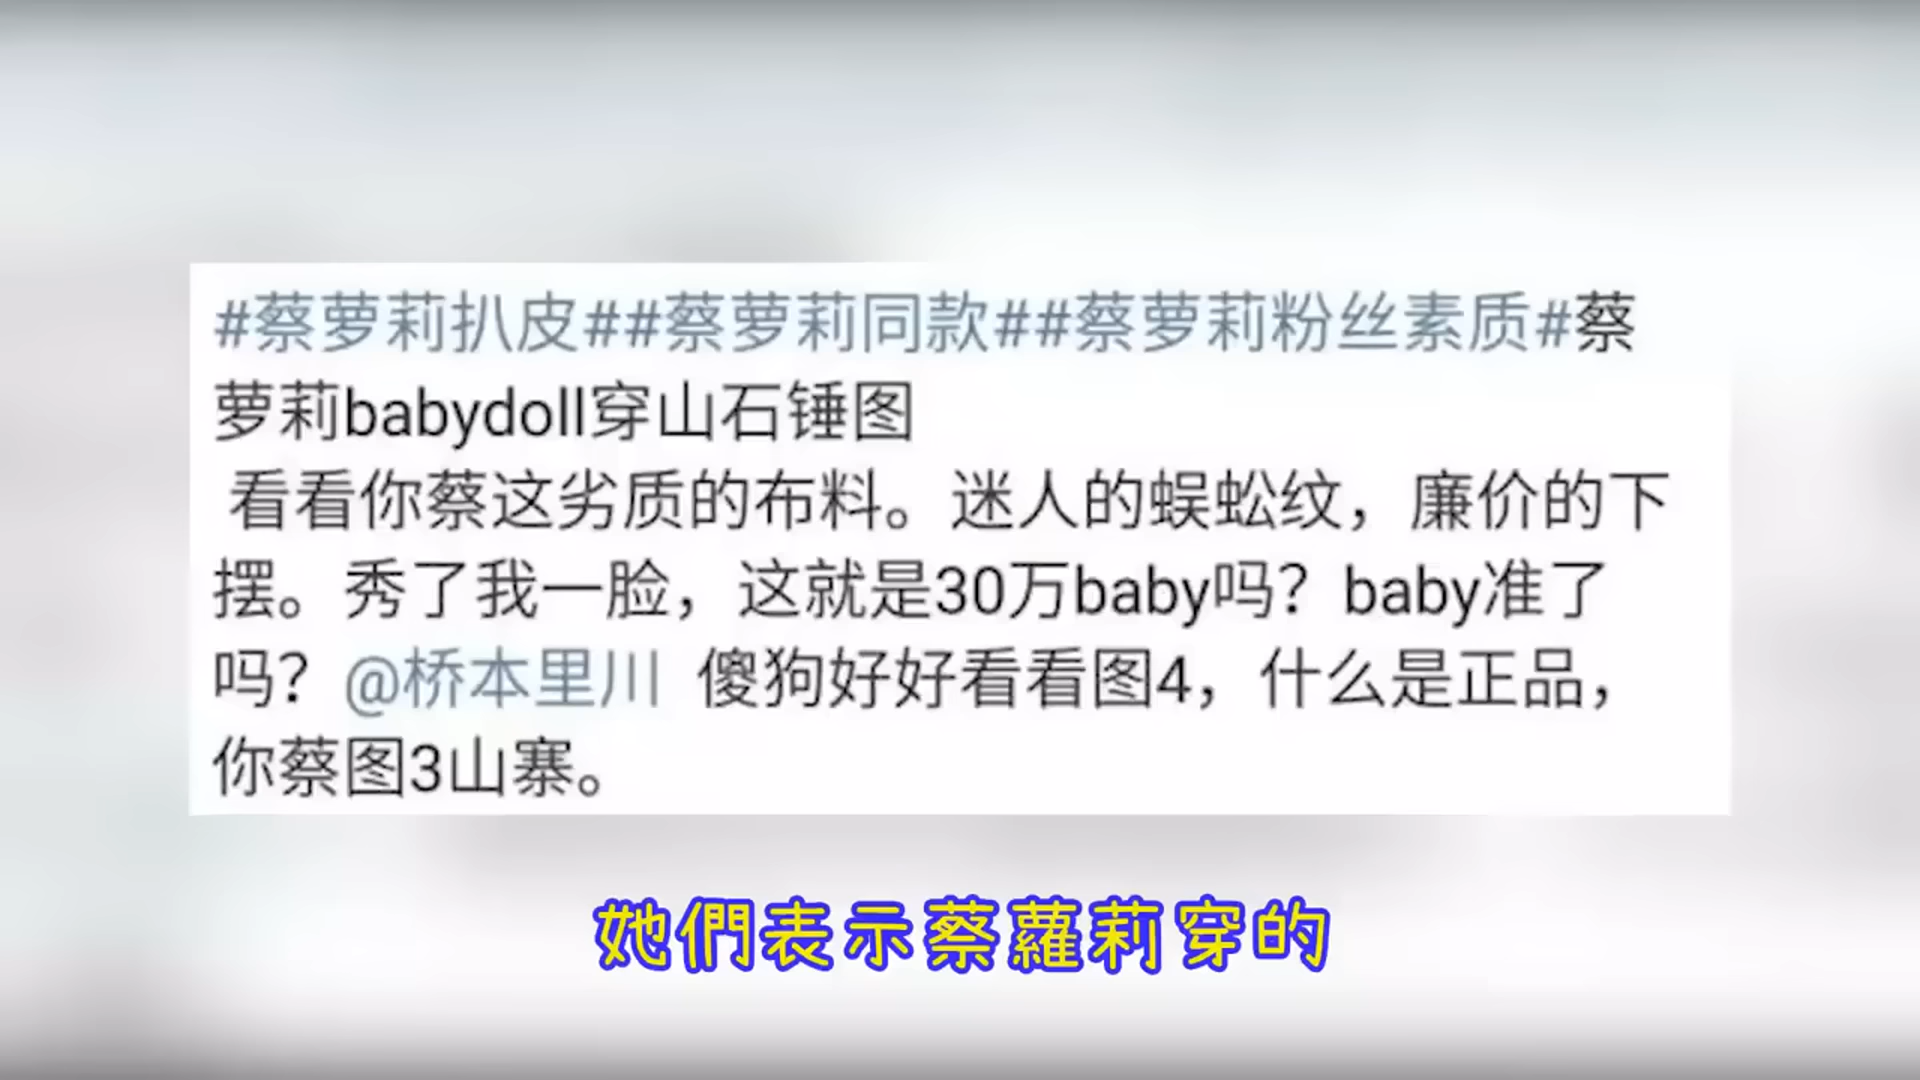 #蔡萝莉扒皮##蔡萝莉同款##蔡萝莉粉丝素质#蔡
萝莉babydoll穿山石锤图
看看你蔡这劣质的布料。迷人的蜈蚣纹，廉价的下
摆。秀了我一脸，这就是30万baby吗？baby准了
吗？@桥本里川 傻狗好好看看图4，什么是正品，
你蔡图3山寨。
她們表示蔡蘿莉穿的